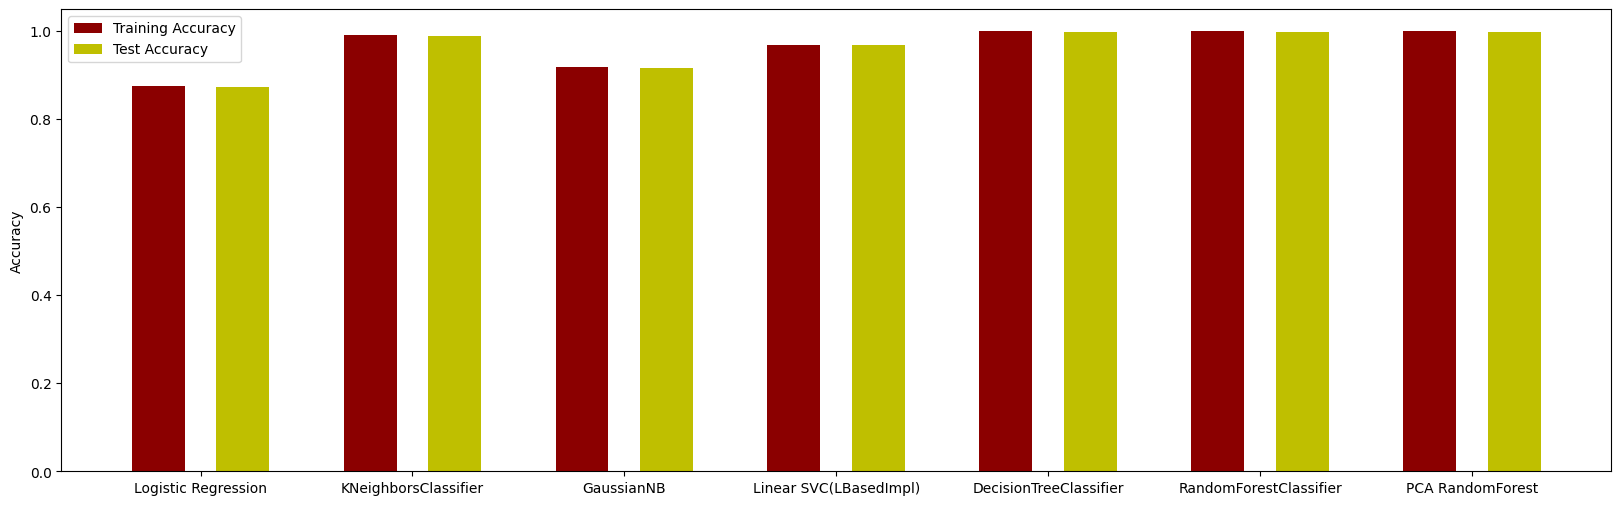 Training Accuracy
Test Accuracy
Accuracy
1.0
0.8
0.6
0.4
0.2
0.0
Logistic Regression KNeighborsClassifier GaussianNB Linear SVC(LBasedImpl) DecisionTreeClassifier RandomForestClassifier PCA RandomForest